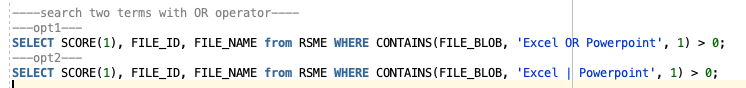 ----search two terms with OR operator----
---opt1---
SELECT SCORE(1), FILE_ID, FILE_NAME from RSME WHERE CONTAINS(FILE_BLOB, 'Excel OR Powerpoint', 1) > 0;
---opt2---
SELECT SCORE(1), FILE_ID, FILE_NAME from RSME WHERE CONTAINS(FILE_BLOB, 'Excel | Powerpoint', 1) > 0;